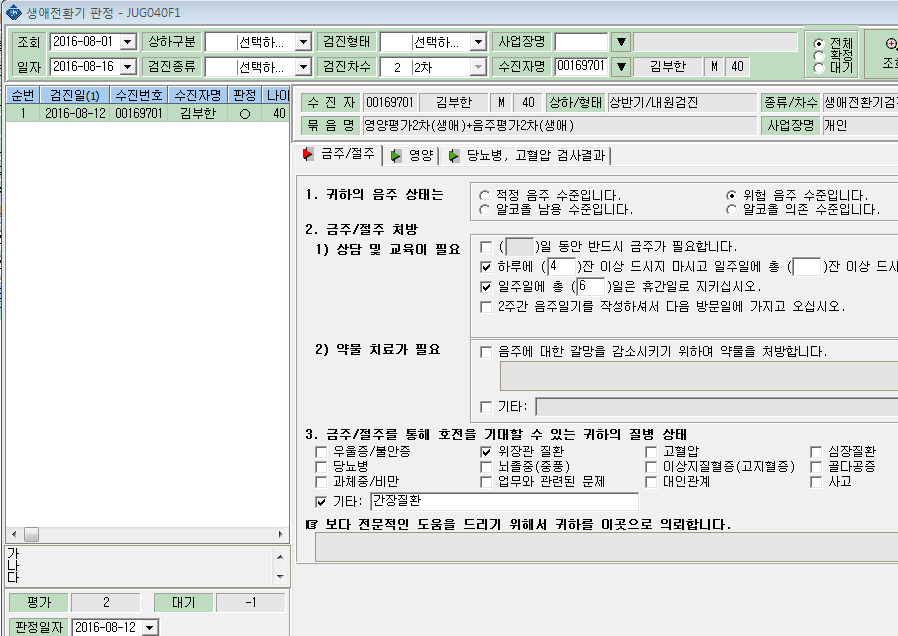 생애전환기 판정 - JUG040F1
조회 2016-08-01 상하구분 선택하... 검진형태 선택하... 사업장명 ▼ 전체
확정
일자 2016-08-16 검진종류 선택하... 검진차수 2 2차 수진자명 00169701 ▼ 김부한 M 40 대기 조
순번 검진일(1) 수진번호 수진자명 판정 나이
1 2016-08-12 00169701 김부한 ○ 40
수 진 자 00169701 김부한 M 40 상하/형태 상반기/내원검진 종류/차수 생애전환기검
묶 음 명 영양평가2차(생애)+음주평가2차(생애) 사업장명 개인
금주/절주 영양 당뇨병, 고혈압 검사결과
1. 귀하의 음주 상태는
적정 음주 수준입니다. 위험 음주 수준입니다.
알코올 남용 수준입니다. 알코올 의존 수준입니다.
2. 금주/절주 처방
1) 상담 및 교육이 필요
( )일 동안 반드시 금주가 필요합니다.
하루에 ( 4 )잔 이상 드시지 마시고 일주일에 총 ( )잔 이상 드시
일주일에 총 ( 6 )일은 휴간일로 지키십시오.
2주간 음주일기를 작성하셔서 다음 방문일에 가지고 오십시오.
2) 약물 치료가 필요
음주에 대한 갈망을 감소시키기 위하여 약물을 처방합니다.
기타:
3. 금주/절주를 통해 호전을 기대할 수 있는 귀하의 질병 상태
우울증/불안증 위장관 질환 고혈압 심장질환
당뇨병 뇌졸중(중풍) 이상지질혈증(고지혈증) 골다공증
과체중/비만 업무와 관련된 문제 대인관계 사고
기타: 간장질환
☞ 보다 전문적인 도움을 드리기 위해서 귀하를 이곳으로 의뢰합니다.
가
나
다
평가 2 대기 -1
판정일자 2016-08-12